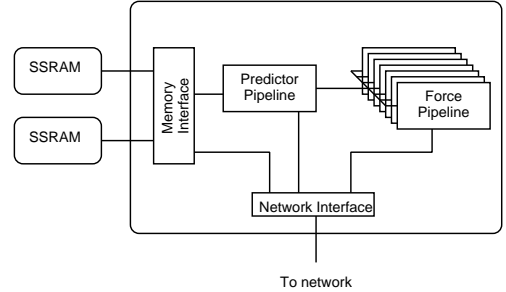 SSRAM
SSRAM
Memory
Interface
Predictor
Pipeline
Force
Pipeline
Network Interface
To network